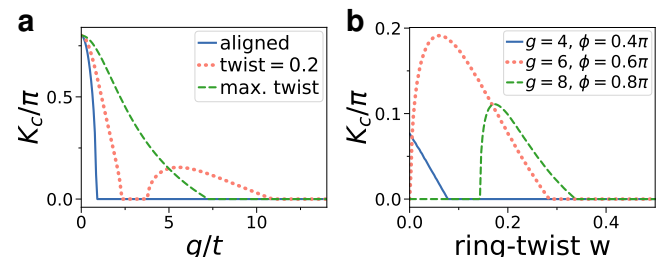 a
aligned
twist = 0.2
max. twist
K_c/π
0.5
0.0
0
5
10
g/t
b
g = 4, ϕ = 0.4π
g = 6, ϕ = 0.6π
g = 8, ϕ = 0.8π
K_c/π
0.2
0.1
0.0
0.0
0.2
0.4
ring-twist w